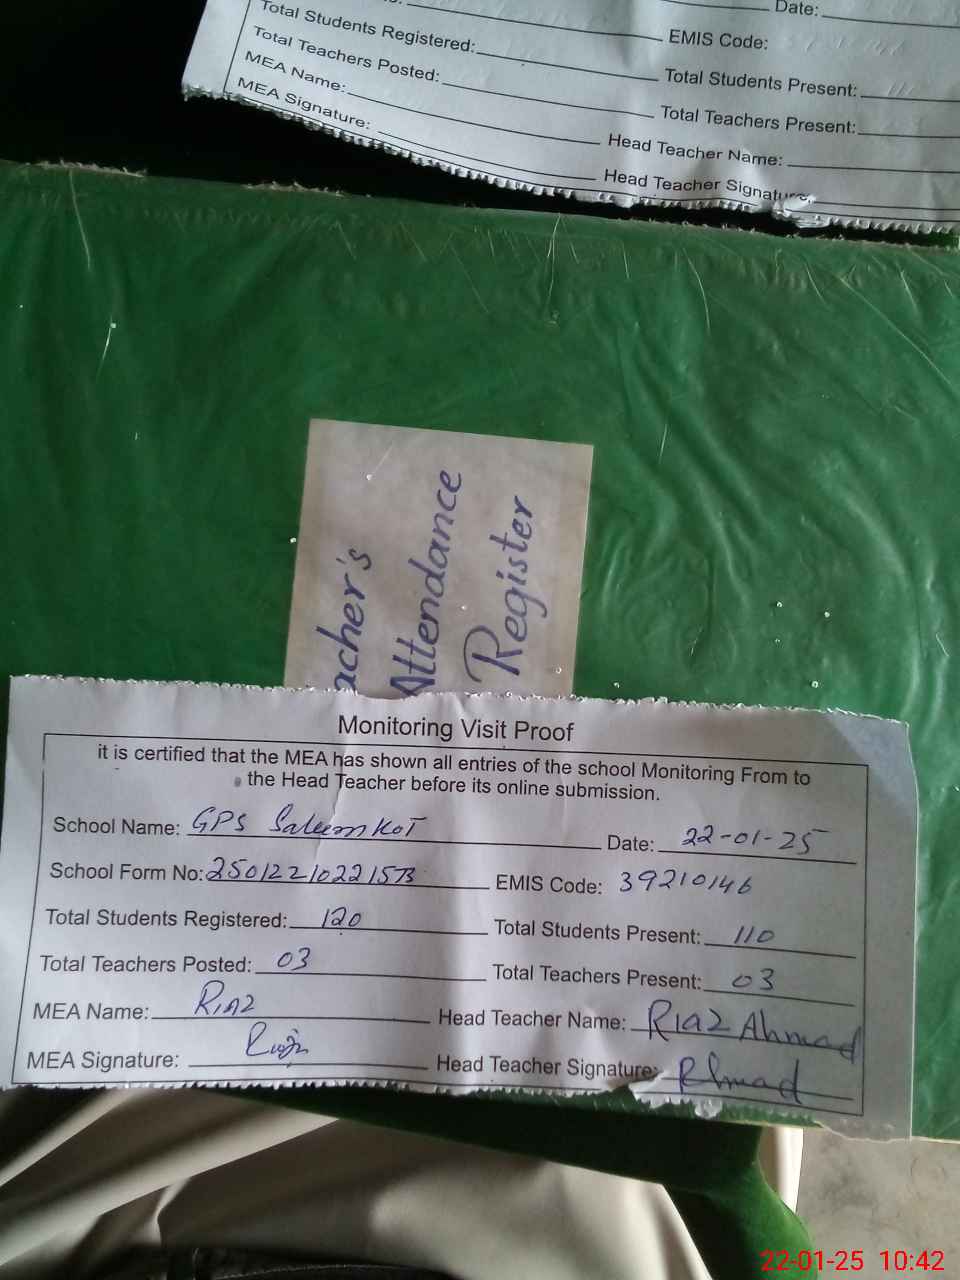 Date:
Total Students Registered:
EMIS Code:
Total Teachers Posted:
Total Students Present:
MEA Name:
Total Teachers Present:
MEA Signature:
Head Teacher Name:
Head Teacher Signature:
acher's
Attendance
Register
Monitoring Visit Proof
it is certified that the MEA has shown all entries of the school Monitoring From to
the Head Teacher before its online submission.
School Name: GPS Saleem KOT Date: 22-01-25
School Form No: EMIS Code: 39210146
Total Students Registered: 120 Total Students Present: 110
Total Teachers Posted: 03 Total Teachers Present: 03
MEA Name: Riaz Head Teacher Name: Riaz Ahmad
MEA Signature: Head Teacher Signature:
22-01-25 10:42